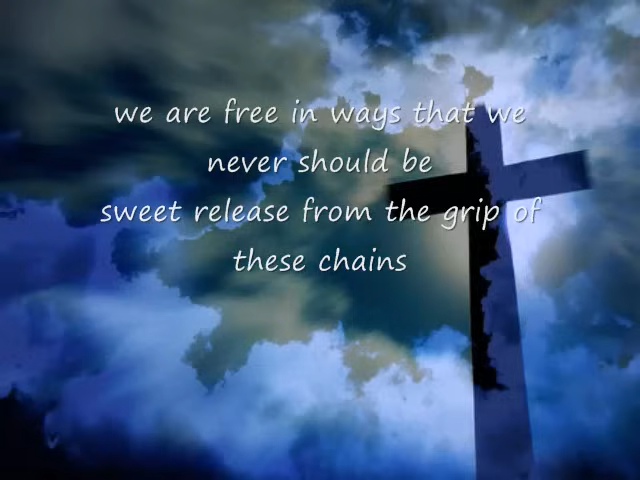 we are free in ways that we
never should be
sweet release from the grip of
these chains